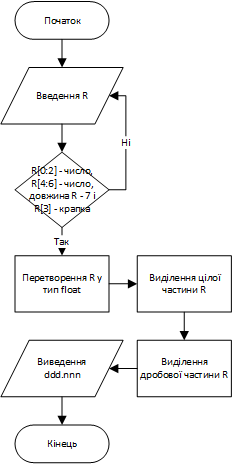 Початок
Введення R
Ні
R[0:2] - число,
R[4:6] - число,
довжина R - 7 і
R[3] - крапка
Так
Перетворення R у
тип float
Виділення цілої
частини R
Виділення
дробової частини R
Виведення
ddd.nnn
Кінець